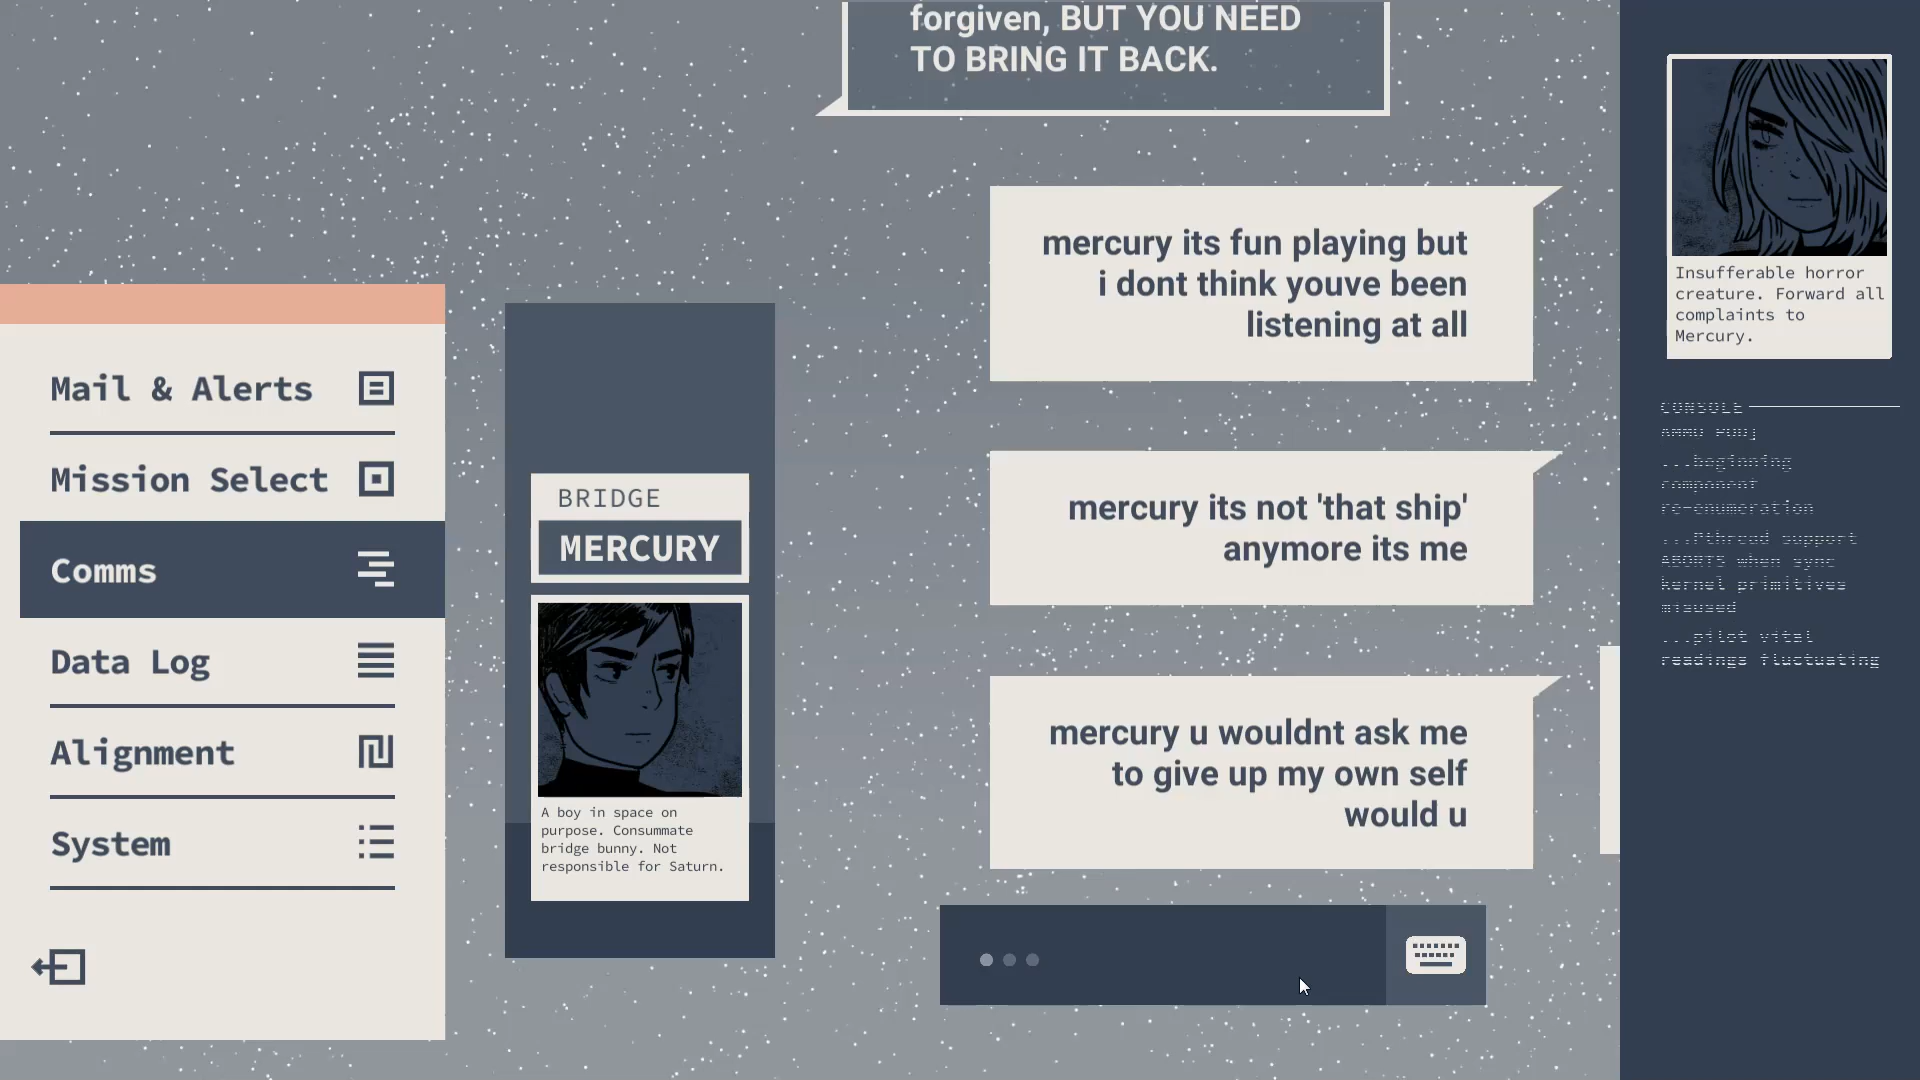 forgiven, BUT YOU NEED
TO BRING IT BACK.
mercury its fun playing but
i dont think youve been
listening at all
mercury its not 'that ship'
anymore its me
mercury u wouldnt ask me
to give up my own self
would u
Mail & Alerts
Mission Select
Comms
Data Log
Alignment
System
BRIDGE
MERCURY
A boy in space on
purpose. Consummate
bridge bunny. Not
responsible for Saturn.
Insufferable horror
creature. Forward all
complaints to
Mercury.
CONSOLE
...beginning
component
re-enumeration
...Pthread support
ABORTS when sync
kernel primitives
misused
...pilot vital
readings fluctuating